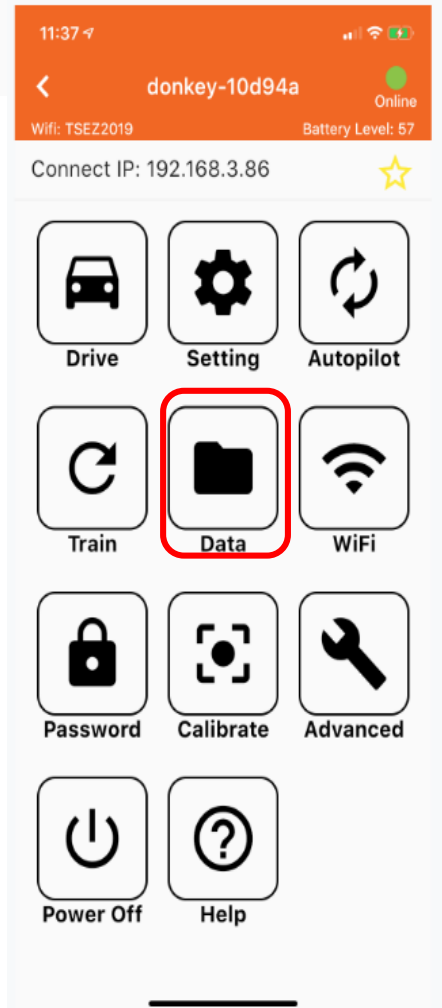 11:37
donkey-10d94a
Online
Wifi: TSEZ2019 Battery Level: 57
Connect IP: 192.168.3.86
Drive Setting Autopilot
Train Data WiFi
Password Calibrate Advanced
Power Off Help